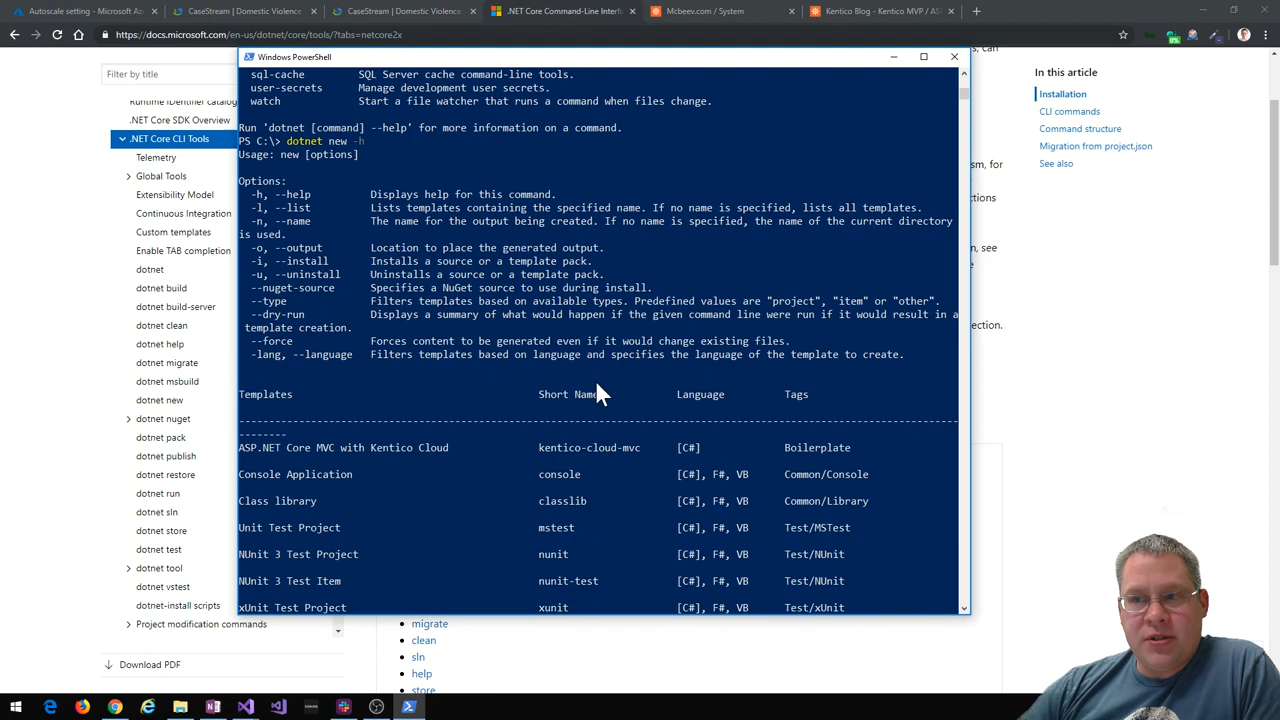 Microsoft Azure - Autoscale settin
CaseStream | Domestic Violence
CaseStream | Domestic Violence
.NET Core Command-Line Interf
Mcbeev.com / System
Kentico Blog - Kentico MVP / AS
https://docs.microsoft.com/en-us/dotnet/core/tools/?tabs=netcore2x
0%
Filter by title
Runtime IDentifier catalog
.NET Core SDK Overview
.NET Core CLI Tools
Telemetry
Global Tools
Extensibility Model
Continuous Integration
Custom templates
Enable TAB completion
dotnet
dotnet build
dotnet build-server
dotnet clean
dotnet help
dotnet migrate
dotnet msbuild
dotnet new
dotnet nuget
dotnet pack
dotnet publish
dotnet restore
dotnet run
dotnet sln
dotnet store
dotnet test
dotnet tool
dotnet vstest
dotnet-install scripts
Project modification commands
Download PDF
Windows PowerShell
sql-cache SQL Server cache command-line tools.
user-secrets Manage development user secrets.
watch Start a file watcher that runs a command when files change.
Run 'dotnet [command] --help' for more information on a command.
PS C:\> dotnet new -h
Usage: new [options]
Options:
-h, --help Displays help for this command.
-l, --list Lists templates containing the specified name. If no name is specified, lists all templates.
-n, --name The name for the output being created. If no name is specified, the name of the current directory
is used.
-o, --output Location to place the generated output.
-i, --install Installs a source or a template pack.
-u, --uninstall Uninstalls a source or a template pack.
--nuget-source Specifies a NuGet source to use during install.
--type Filters templates based on available types. Predefined values are "project", "item" or "other".
--dry-run Displays a summary of what would happen if the given command line were run if it would result in a
template creation.
--force Forces content to be generated even if it would change existing files.
-lang, --language Filters templates based on language and specifies the language of the template to create.
Templates Short Name Language Tags
--------
ASP.NET Core MVC with Kentico Cloud kentico-cloud-mvc [C#] Boilerplate
Console Application console [C#], F#, VB Common/Console
Class library classlib [C#], F#, VB Common/Library
Unit Test Project mstest [C#], F#, VB Test/MSTest
NUnit 3 Test Project nunit [C#], F#, VB Test/NUnit
NUnit 3 Test Item nunit-test [C#], F#, VB Test/NUnit
xUnit Test Project xunit [C#], F#, VB Test/xUnit
migrate
clean
sln
help
store
can
sm, for
ctions
n, see
e
ection.
In this article
Installation
CLI commands
Command structure
Migration from project.json
See also